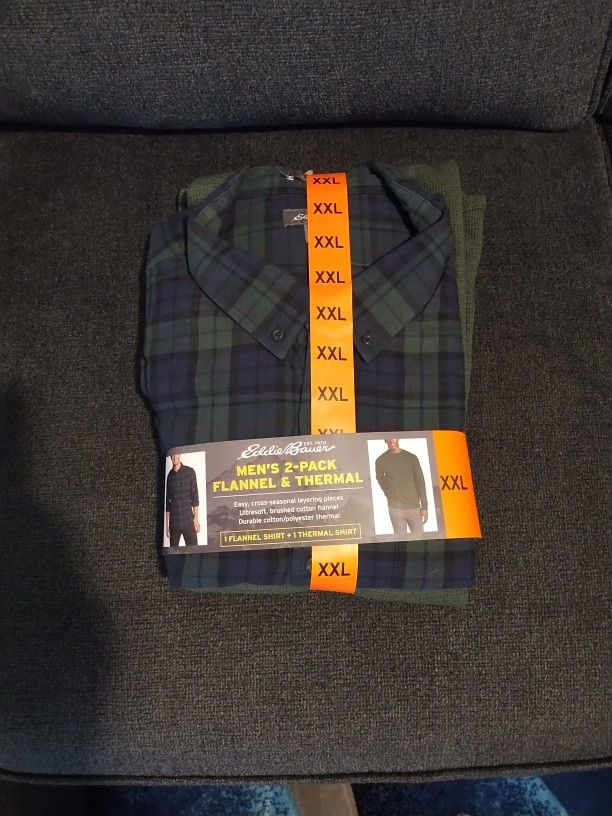 XXL
XXL
XXL
XXL
XXL
XXL
XXL
XXL
EST. 1920
Eddie Bauer
MEN'S 2-PACK
FLANNEL & THERMAL
Easy, cross-seasonal layering pieces
Ultrasoft, brushed cotton flannel
Durable cotton/polyester thermal
1 FLANNEL SHIRT + 1 THERMAL SHIRT
XXL
XXL